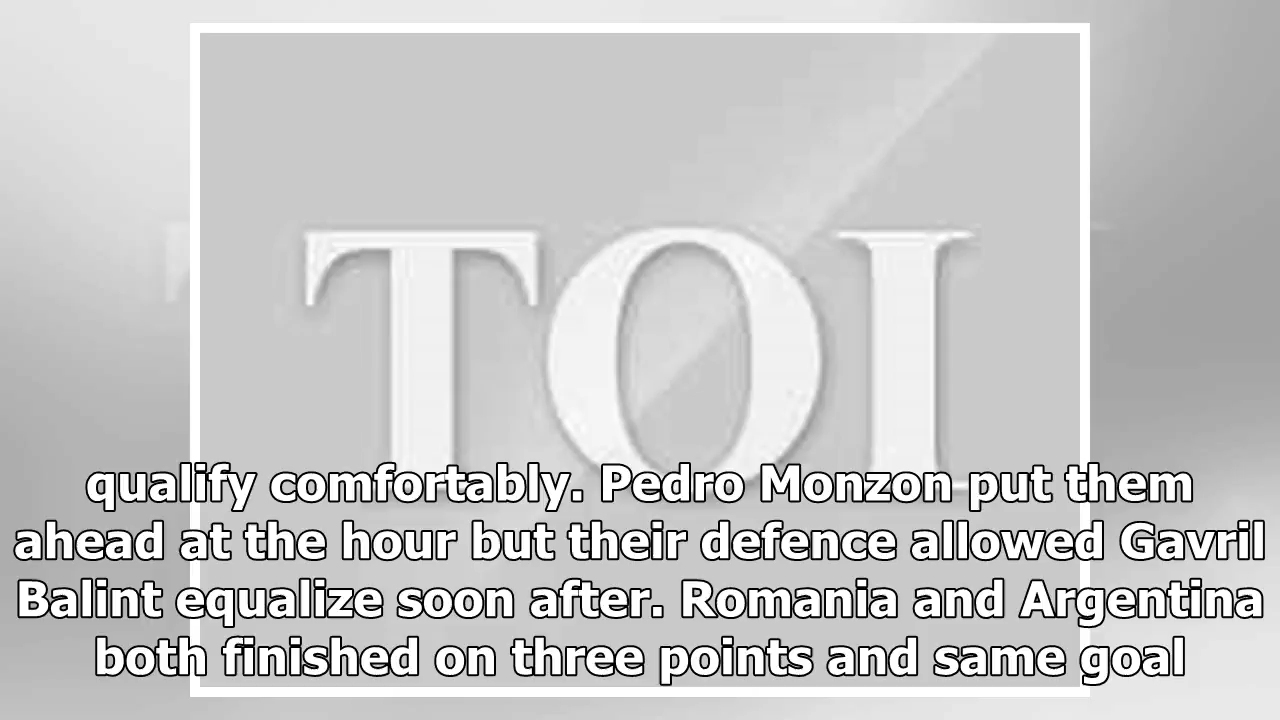 TOI
qualify comfortably. Pedro Monzon put them
ahead at the hour but their defence allowed Gavril
Balint equalize soon after. Romania and Argentina
both finished on three points and same goal